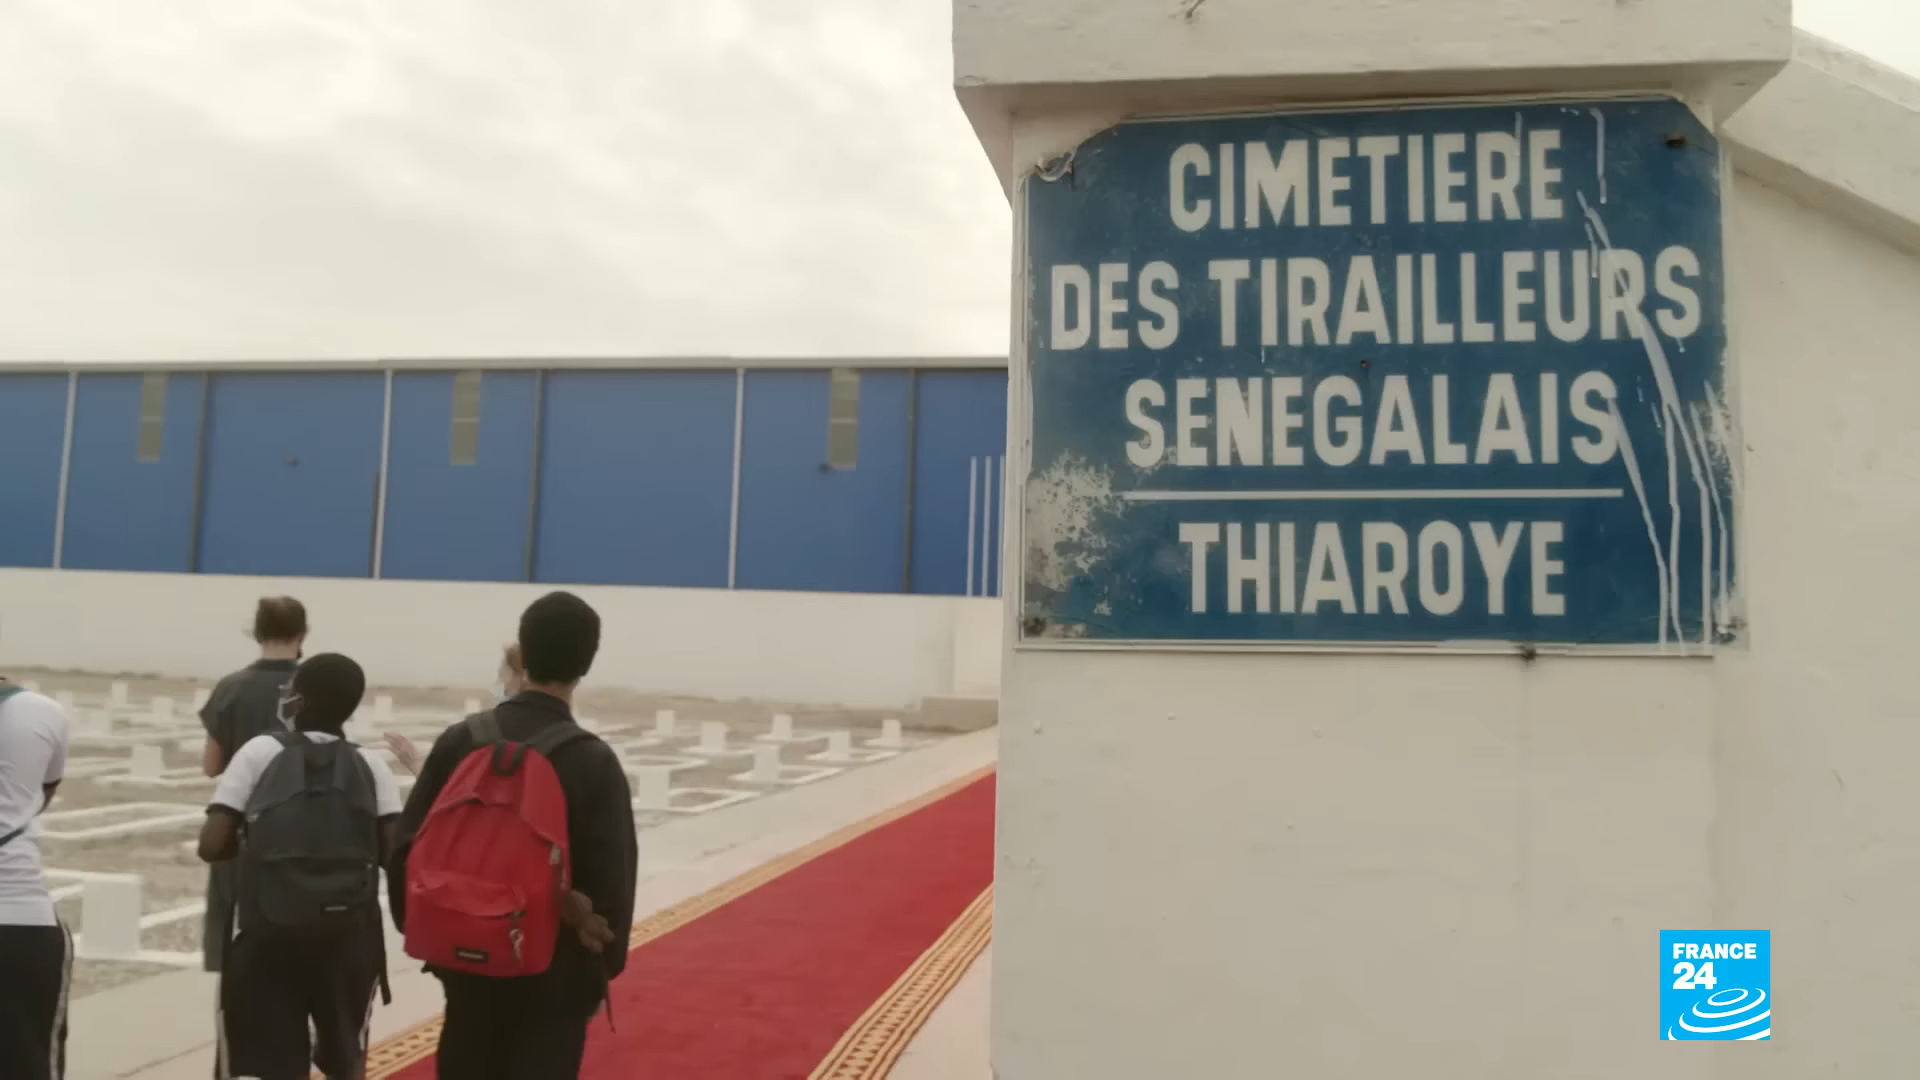 CIMETIERE
DES TIRAILLEURS
SENEGALAIS
THIAROYE
FRANCE
24